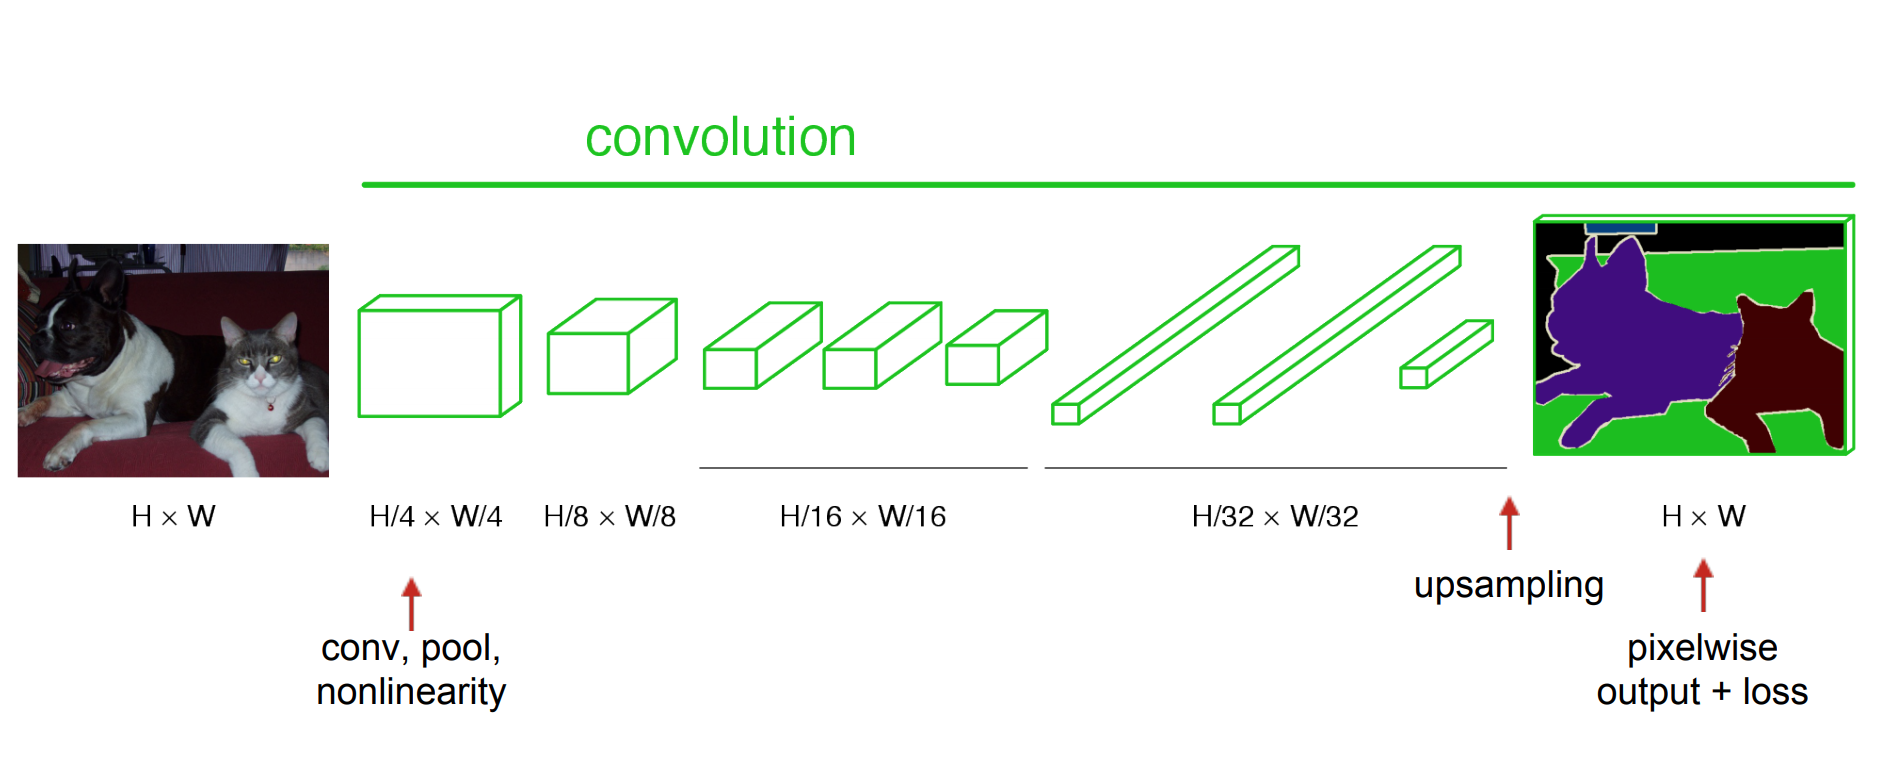 convolution
H × W
H/4 × W/4
H/8 × W/8
H/16 × W/16
H/32 × W/32
H × W
upsampling
conv, pool,
nonlinearity
pixelwise
output + loss